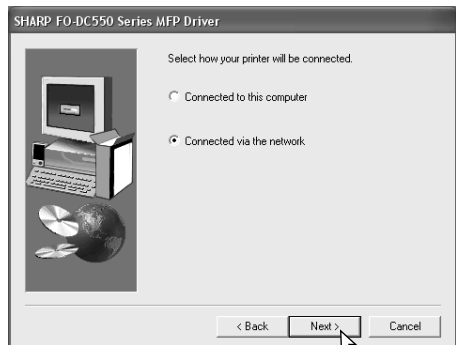 SHARP FO-DC550 Series MFP Driver
Select how your printer will be connected.
Connected to this computer
Connected via the network
< Back Next > Cancel